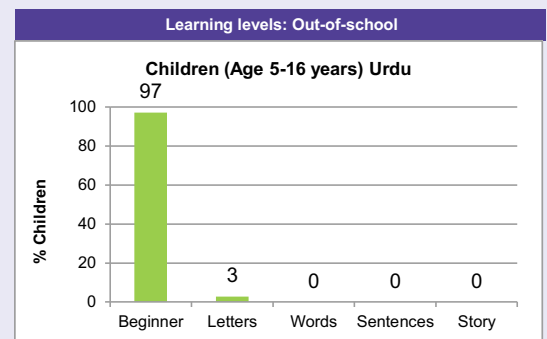 Learning levels: Out-of-school
Children (Age 5-16 years) Urdu
97
100
80
60
40
20
0
% Children
3
0
0
0
Beginner Letters Words Sentences Story